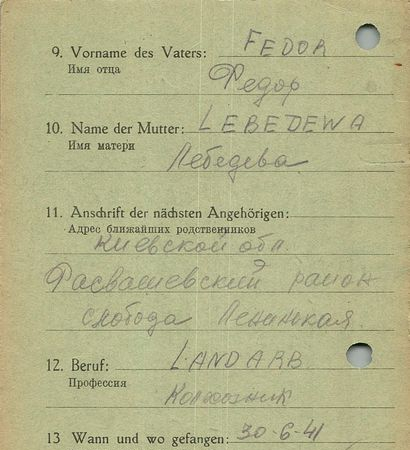 9. Vorname des Vaters: FEDOR
Имя отца
Федор
10. Name der Mutter: LEBEDEWA
Имя матери
Лебедева
11. Anschrift der nächsten Angehörigen:
Адрес ближайших родственников
Киевской обл.
район
слобода Ленинская
12. Beruf: LANDARB.
Профессия
Колхозник
13 Wann und wo gefangen: 30-6-41